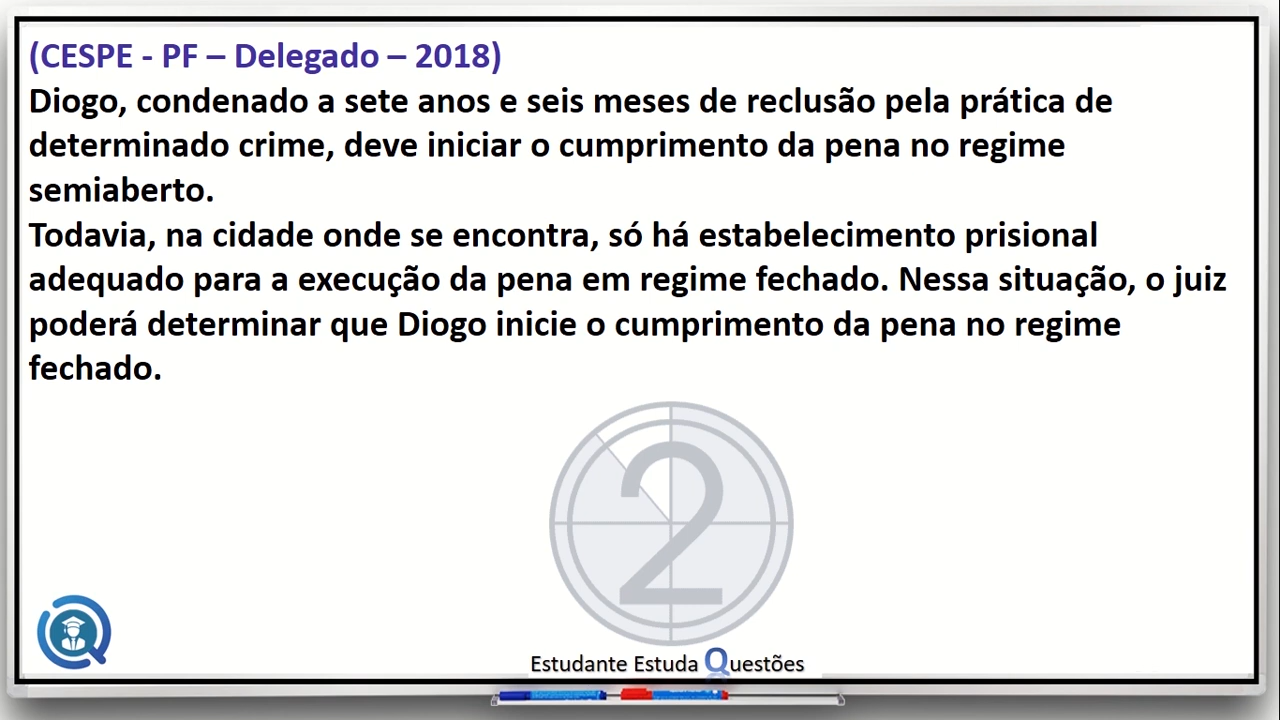 (CESPE - PF – Delegado – 2018)
Diogo, condenado a sete anos e seis meses de reclusão pela prática de
determinado crime, deve iniciar o cumprimento da pena no regime
semiaberto.
Todavia, na cidade onde se encontra, só há estabelecimento prisional
adequado para a execução da pena em regime fechado. Nessa situação, o juiz
poderá determinar que Diogo inicie o cumprimento da pena no regime
fechado.
2
Estudante Estuda Questões